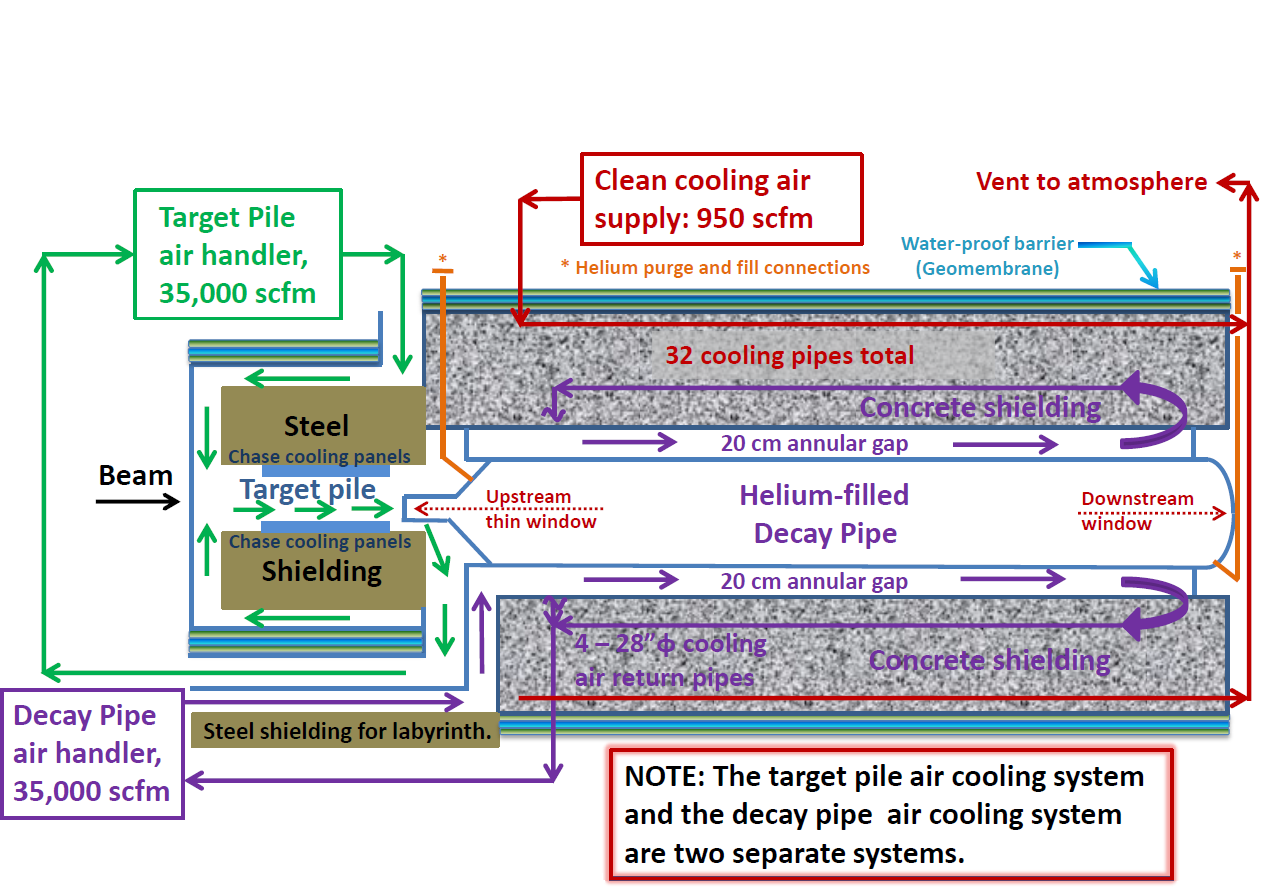 Clean cooling air
supply: 950 scfm
Vent to atmosphere
Target Pile
air handler,
35,000 scfm
Water-proof barrier
(Geomembrane)
*
* Helium purge and fill connections
*
32 cooling pipes total
Concrete shielding
Steel
Chase cooling panels
20 cm annular gap
Beam
Target pile
Upstream
thin window
Helium-filled
Decay Pipe
Downstream
window
Chase cooling panels
Shielding
20 cm annular gap
4 – 28”ϕ cooling
air return pipes
Concrete shielding
Decay Pipe
air handler,
35,000 scfm
Steel shielding for labyrinth.
NOTE: The target pile air cooling system
and the decay pipe air cooling system
are two separate systems.